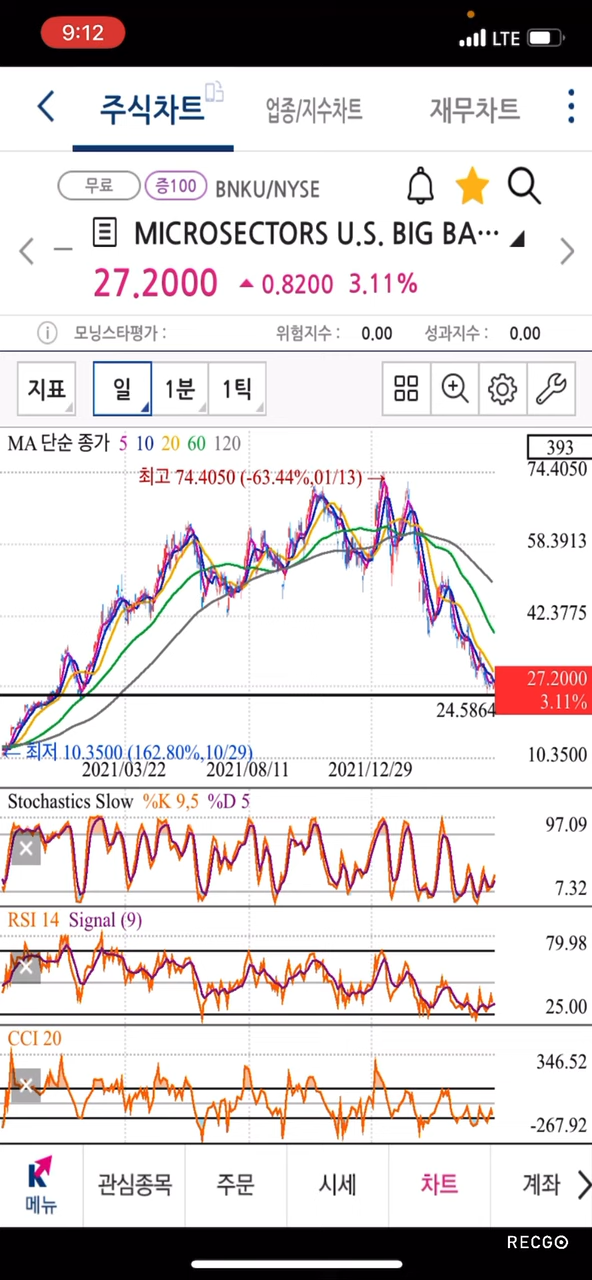 9:12
LTE
주식차트 업종/지수차트 재무차트
무료 증100 BNKU/NYSE
MICROSECTORS U.S. BIG BA...
27.2000 ▲ 0.8200 3.11%
모닝스타평가 : 위험지수 : 0.00 성과지수 : 0.00
지표 일 1분 1틱
MA 단순 종가 5 10 20 60 120
393
최고 74.4050 (-63.44%,01/13) →
74.4050
58.3913
42.3775
27.2000
3.11%
24.5864
← 최저 10.3500 (162.80%,10/29)
10.3500
2021/03/22 2021/08/11 2021/12/29
Stochastics Slow %K 9,5 %D 5
97.09
7.32
RSI 14 Signal (9)
79.98
25.00
CCI 20
346.52
-267.92
K
메뉴 관심종목 주문 시세 차트 계좌
RECGO